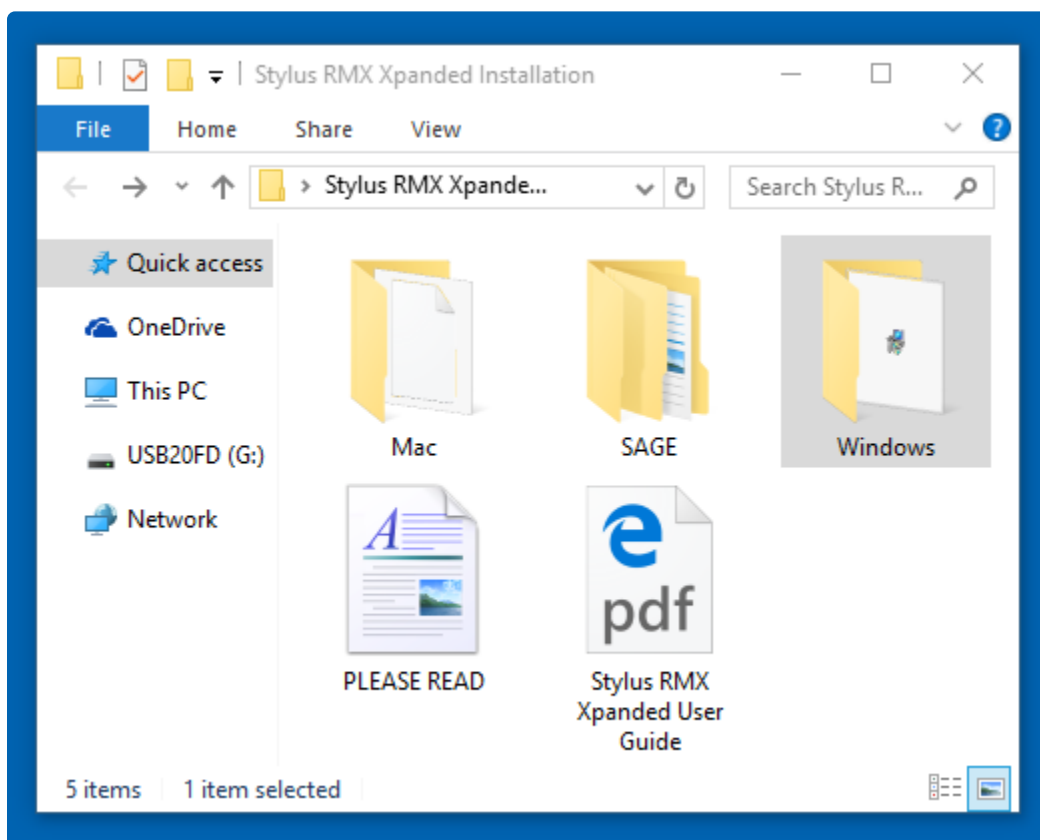 Stylus RMX Xpanded Installation
File Home Share View
Stylus RMX Xpande... Search Stylus R...
Quick access
OneDrive
This PC
USB20FD (G:)
Network
Mac SAGE Windows
A
e
pdf
PLEASE READ
Stylus RMX
Xpanded User
Guide
5 items 1 item selected